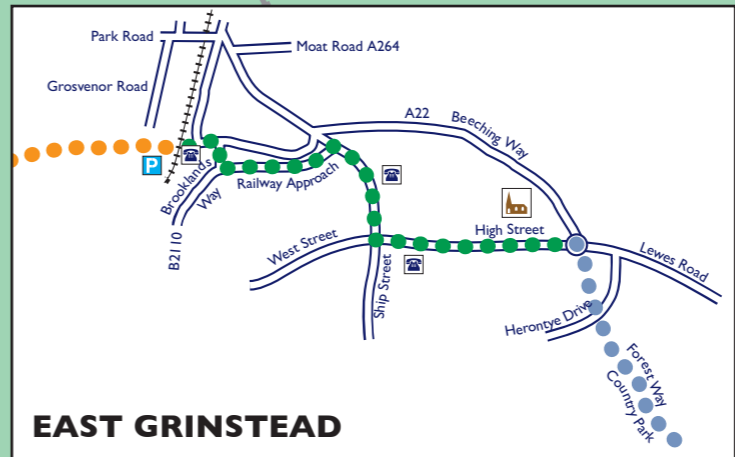 Park Road
Moat Road A264
Grosvenor Road
A22
Beeching Way
P
Brooklands
Way
Railway Approach
B2110
West Street
High Street
Ship Street
Lewes Road
Herontye Drive
Forest Way
Country Park
EAST GRINSTEAD